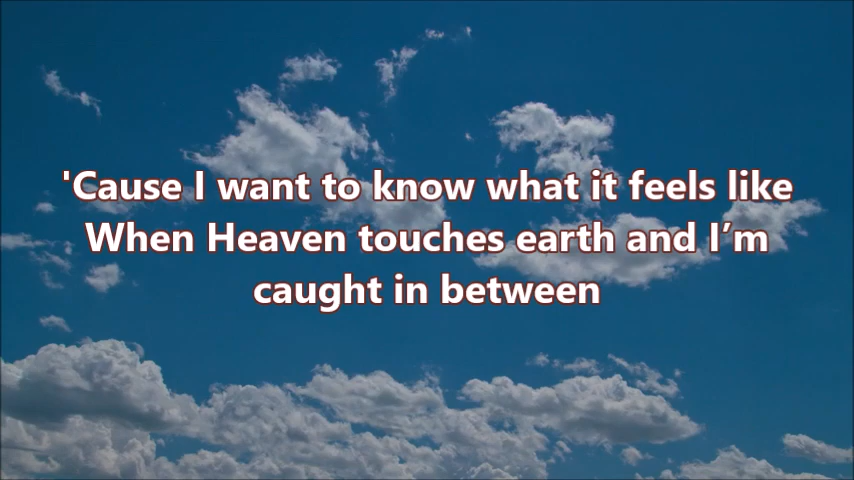 'Cause I want to know what it feels like
When Heaven touches earth and I’m
caught in between